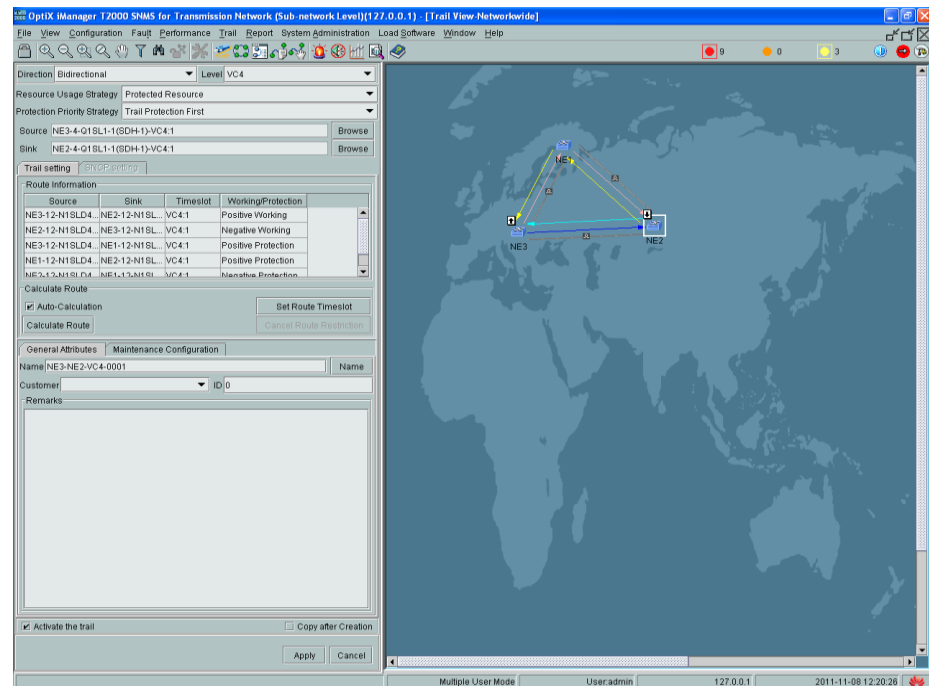 OptiX iManager T2000 SNMS for Transmission Network (Sub-network Level)(127.0.0.1) - [Trail View-Networkwide]
File View Configuration Fault Performance Trail Report System Administration Load Software Window Help
9 0 3
Direction Bidirectional Level VC4
Resource Usage Strategy Protected Resource
Protection Priority Strategy Trail Protection First
Source NE3-4-Q1SL1-1(SDH-1)-VC4:1 Browse
Sink NE2-4-Q1SL1-1(SDH-1)-VC4:1 Browse
Trail setting SNCP setting
Route Information
Source Sink Timeslot Working/Protection
NE3-12-N1SLD4... NE2-12-N1SL... VC4:1 Positive Working
NE2-12-N1SLD4... NE3-12-N1SL... VC4:1 Negative Working
NE3-12-N1SLD4... NE1-12-N1SL... VC4:1 Positive Protection
NE1-12-N1SLD4... NE2-12-N1SL... VC4:1 Positive Protection
NE2-12-N1SLD4... NE1-12-N1SL... VC4:1 Negative Protection
Calculate Route
Auto-Calculation Set Route Timeslot
Calculate Route Cancel Route Restriction
General Attributes Maintenance Configuration
Name NE3-NE2-VC4-0001 Name
Customer ID 0
Remarks
Activate the trail Copy after Creation
Apply Cancel
NE1
NE3
NE2
Multiple User Mode User:admin 127.0.0.1 2011-11-08 12:20:26